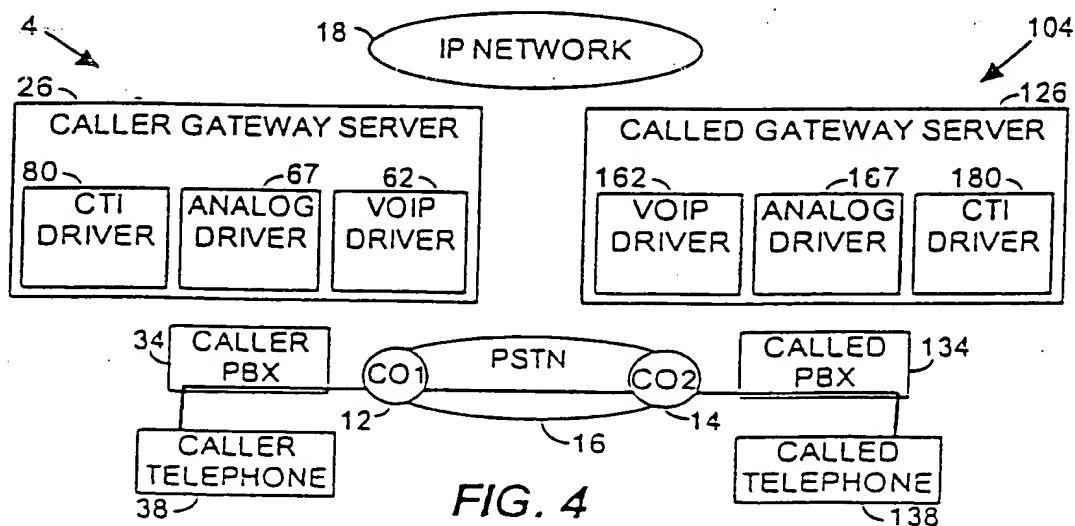 4
18
IP NETWORK
104
26
CALLER GATEWAY SERVER
80
CTI
DRIVER
67
ANALOG
DRIVER
62
VOIP
DRIVER
126
CALLED GATEWAY SERVER
162
VOIP
DRIVER
167
ANALOG
DRIVER
180
CTI
DRIVER
34
CALLER
PBX
CO1
PSTN
CO2
CALLED
PBX
134
12
16
14
CALLER
TELEPHONE
38
CALLED
TELEPHONE
138
FIG. 4